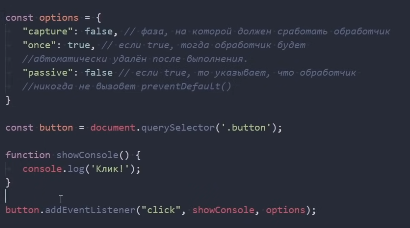 const options = {
"capture": false, // фаза, на которой должен сработать обработчик
"once": true, // если true, тогда обработчик будет
//автоматически удалён после выполнения.
"passive": false // если true, то указывает, что обработчик
//никогда не вызовет preventDefault()
}
const button = document.querySelector('.button');
function showConsole() {
console.log('Клик!');
}
button.addEventListener("click", showConsole, options);